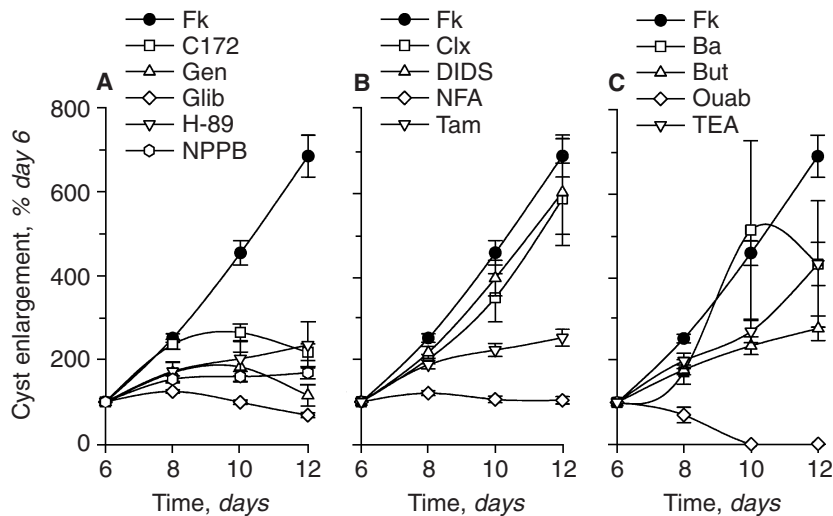 Fk
C172
Gen
Glib
H-89
NPPB
A
Fk
Clx
DIDS
NFA
Tam
B
Fk
Ba
But
Ouab
TEA
C
Cyst enlargement, % day 6
800
600
400
200
0
6 8 10 12
Time, days
6 8 10 12
Time, days
6 8 10 12
Time, days